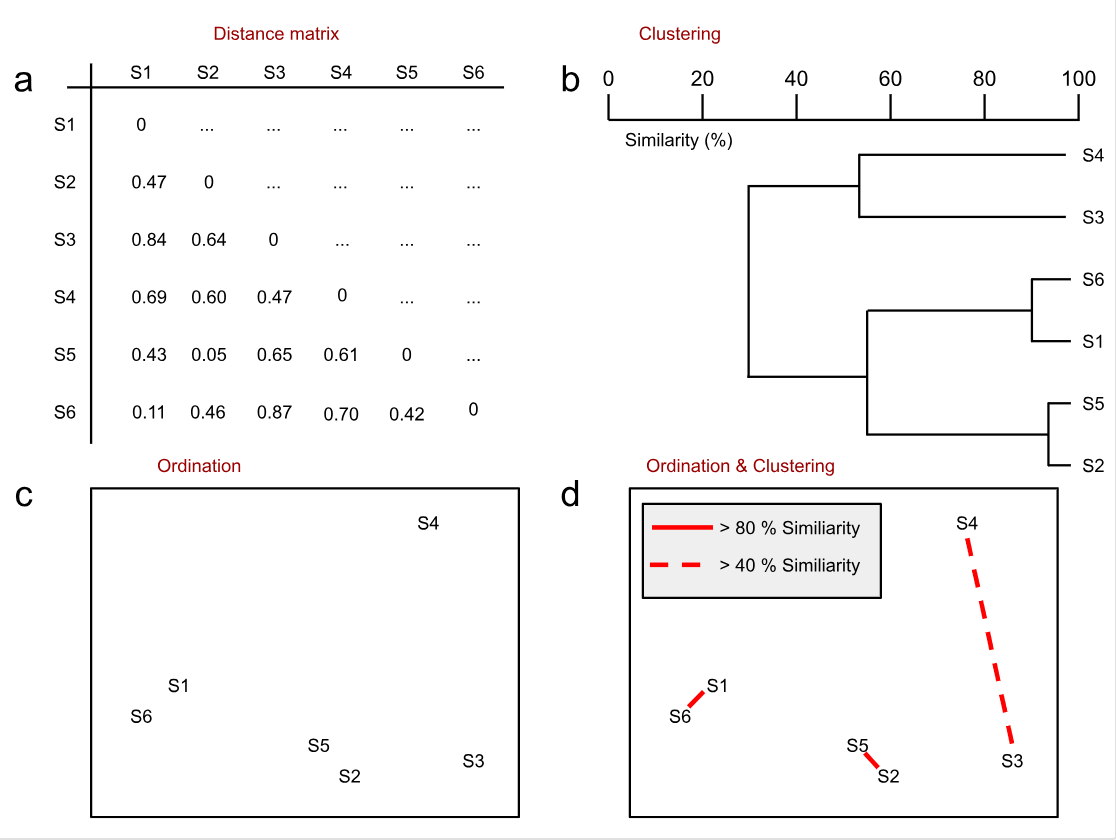 Distance matrix
a
S1 S2 S3 S4 S5 S6
S1 0 ... ... ... ... ...
S2 0.47 0 ... ... ... ...
S3 0.84 0.64 0 ... ... ...
S4 0.69 0.60 0.47 0 ... ...
S5 0.43 0.05 0.65 0.61 0 ...
S6 0.11 0.46 0.87 0.70 0.42 0
Clustering
b
0 20 40 60 80 100
Similarity (%)
S4
S3
S6
S1
S5
S2
Ordination
c
S4
S1
S6
S5
S3
S2
Ordination & Clustering
d
> 80 % Similiarity
> 40 % Similiarity
S4
S1
S6
S5
S3
S2